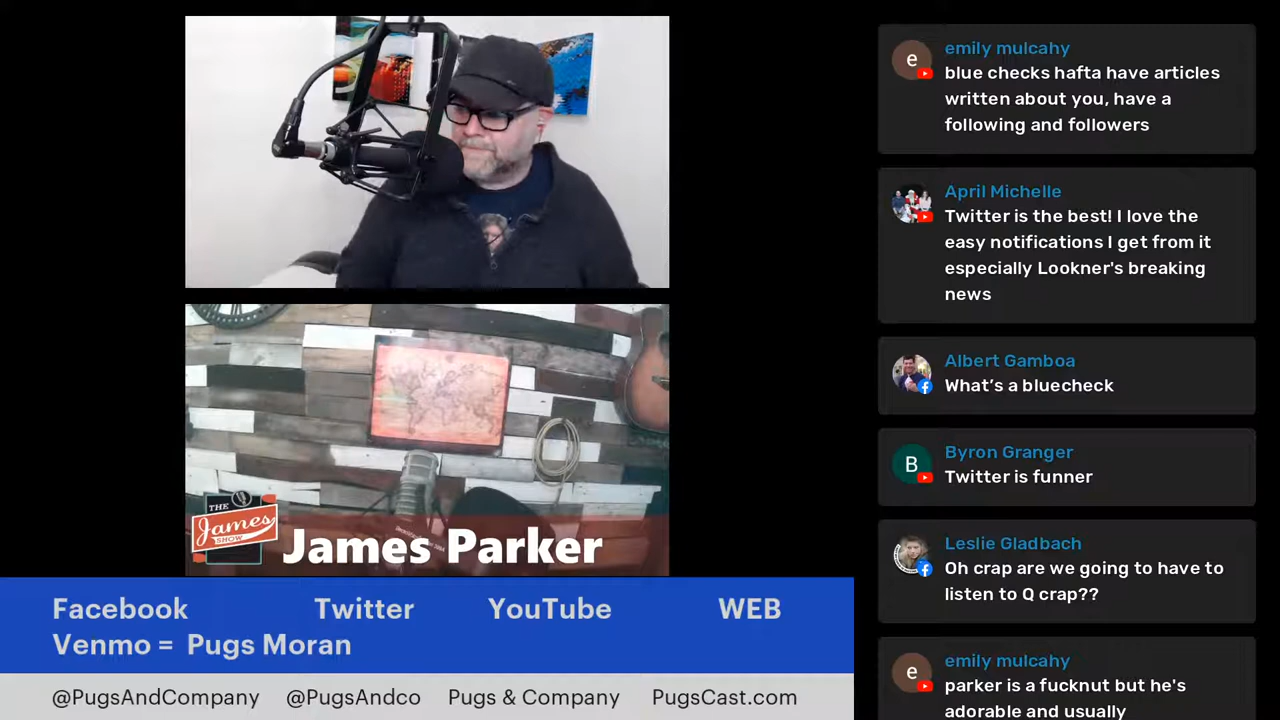 THE
James
SHOW
James Parker
Facebook Twitter YouTube WEB
Venmo = Pugs Moran
@PugsAndCompany @PugsAndco Pugs & Company PugsCast.com
emily mulcahy
blue checks hafta have articles
written about you, have a
following and followers
April Michelle
Twitter is the best! I love the
easy notifications I get from it
especially Lookner's breaking
news
Albert Gamboa
What’s a bluecheck
B
Byron Granger
Twitter is funner
Leslie Gladbach
Oh crap are we going to have to
listen to Q crap??
emily mulcahy
parker is a fucknut but he's
adorable and usually
e
e